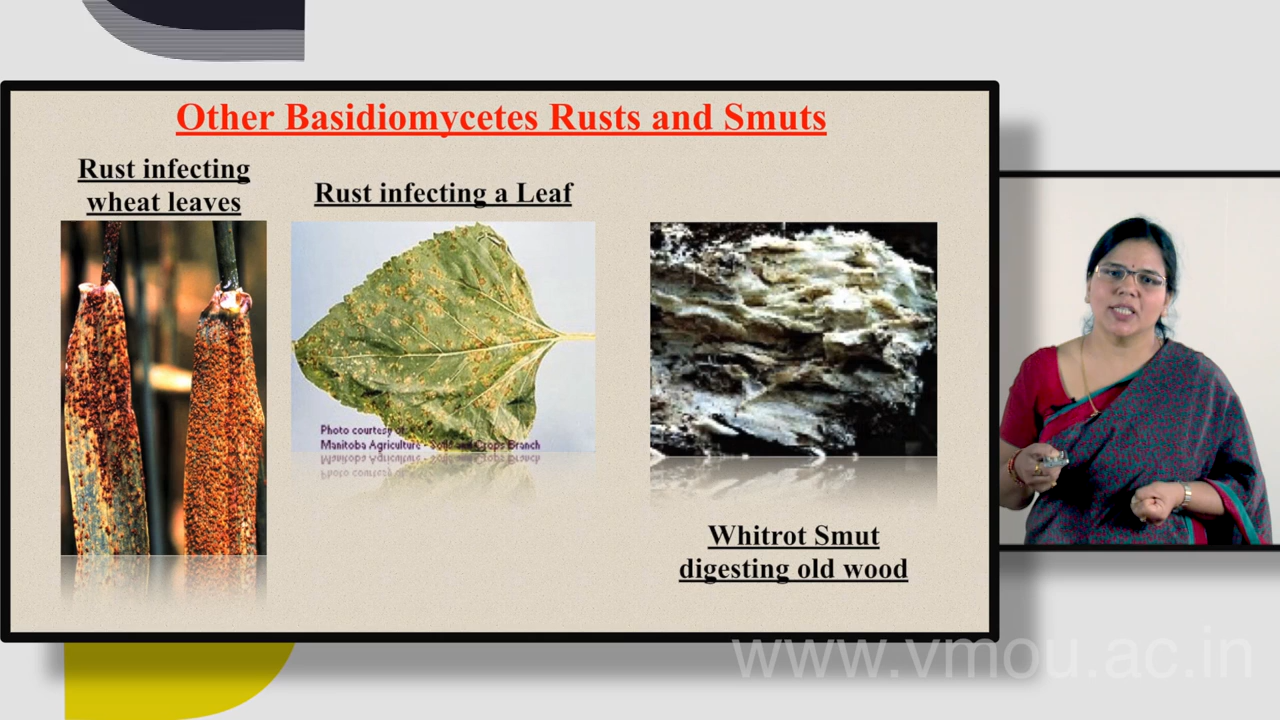 Other Basidiomycetes Rusts and Smuts
Rust infecting
wheat leaves
Rust infecting a Leaf
Photo courtesy of
Manitoba Agriculture - Soils and Crops Branch
Whitrot Smut
digesting old wood
www.vmou.ac.in